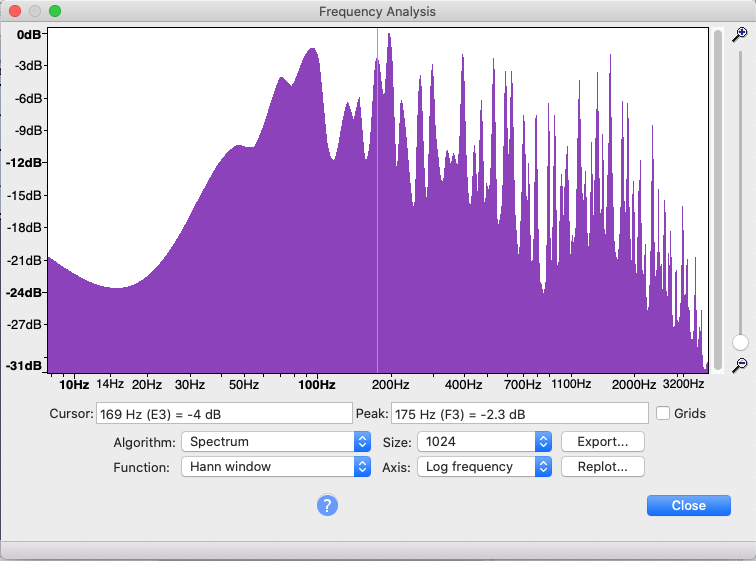 Frequency Analysis
0dB
-3dB
-6dB
-9dB
-12dB
-15dB
-18dB
-21dB
-24dB
-27dB
-31dB
10Hz 14Hz 20Hz 30Hz 50Hz 100Hz 200Hz 400Hz 700Hz 1100Hz 2000Hz 3200Hz
Cursor: 169 Hz (E3) = -4 dB Peak: 175 Hz (F3) = -2.3 dB Grids
Algorithm: Spectrum Size: 1024 Export...
Function: Hann window Axis: Log frequency Replot...
? Close